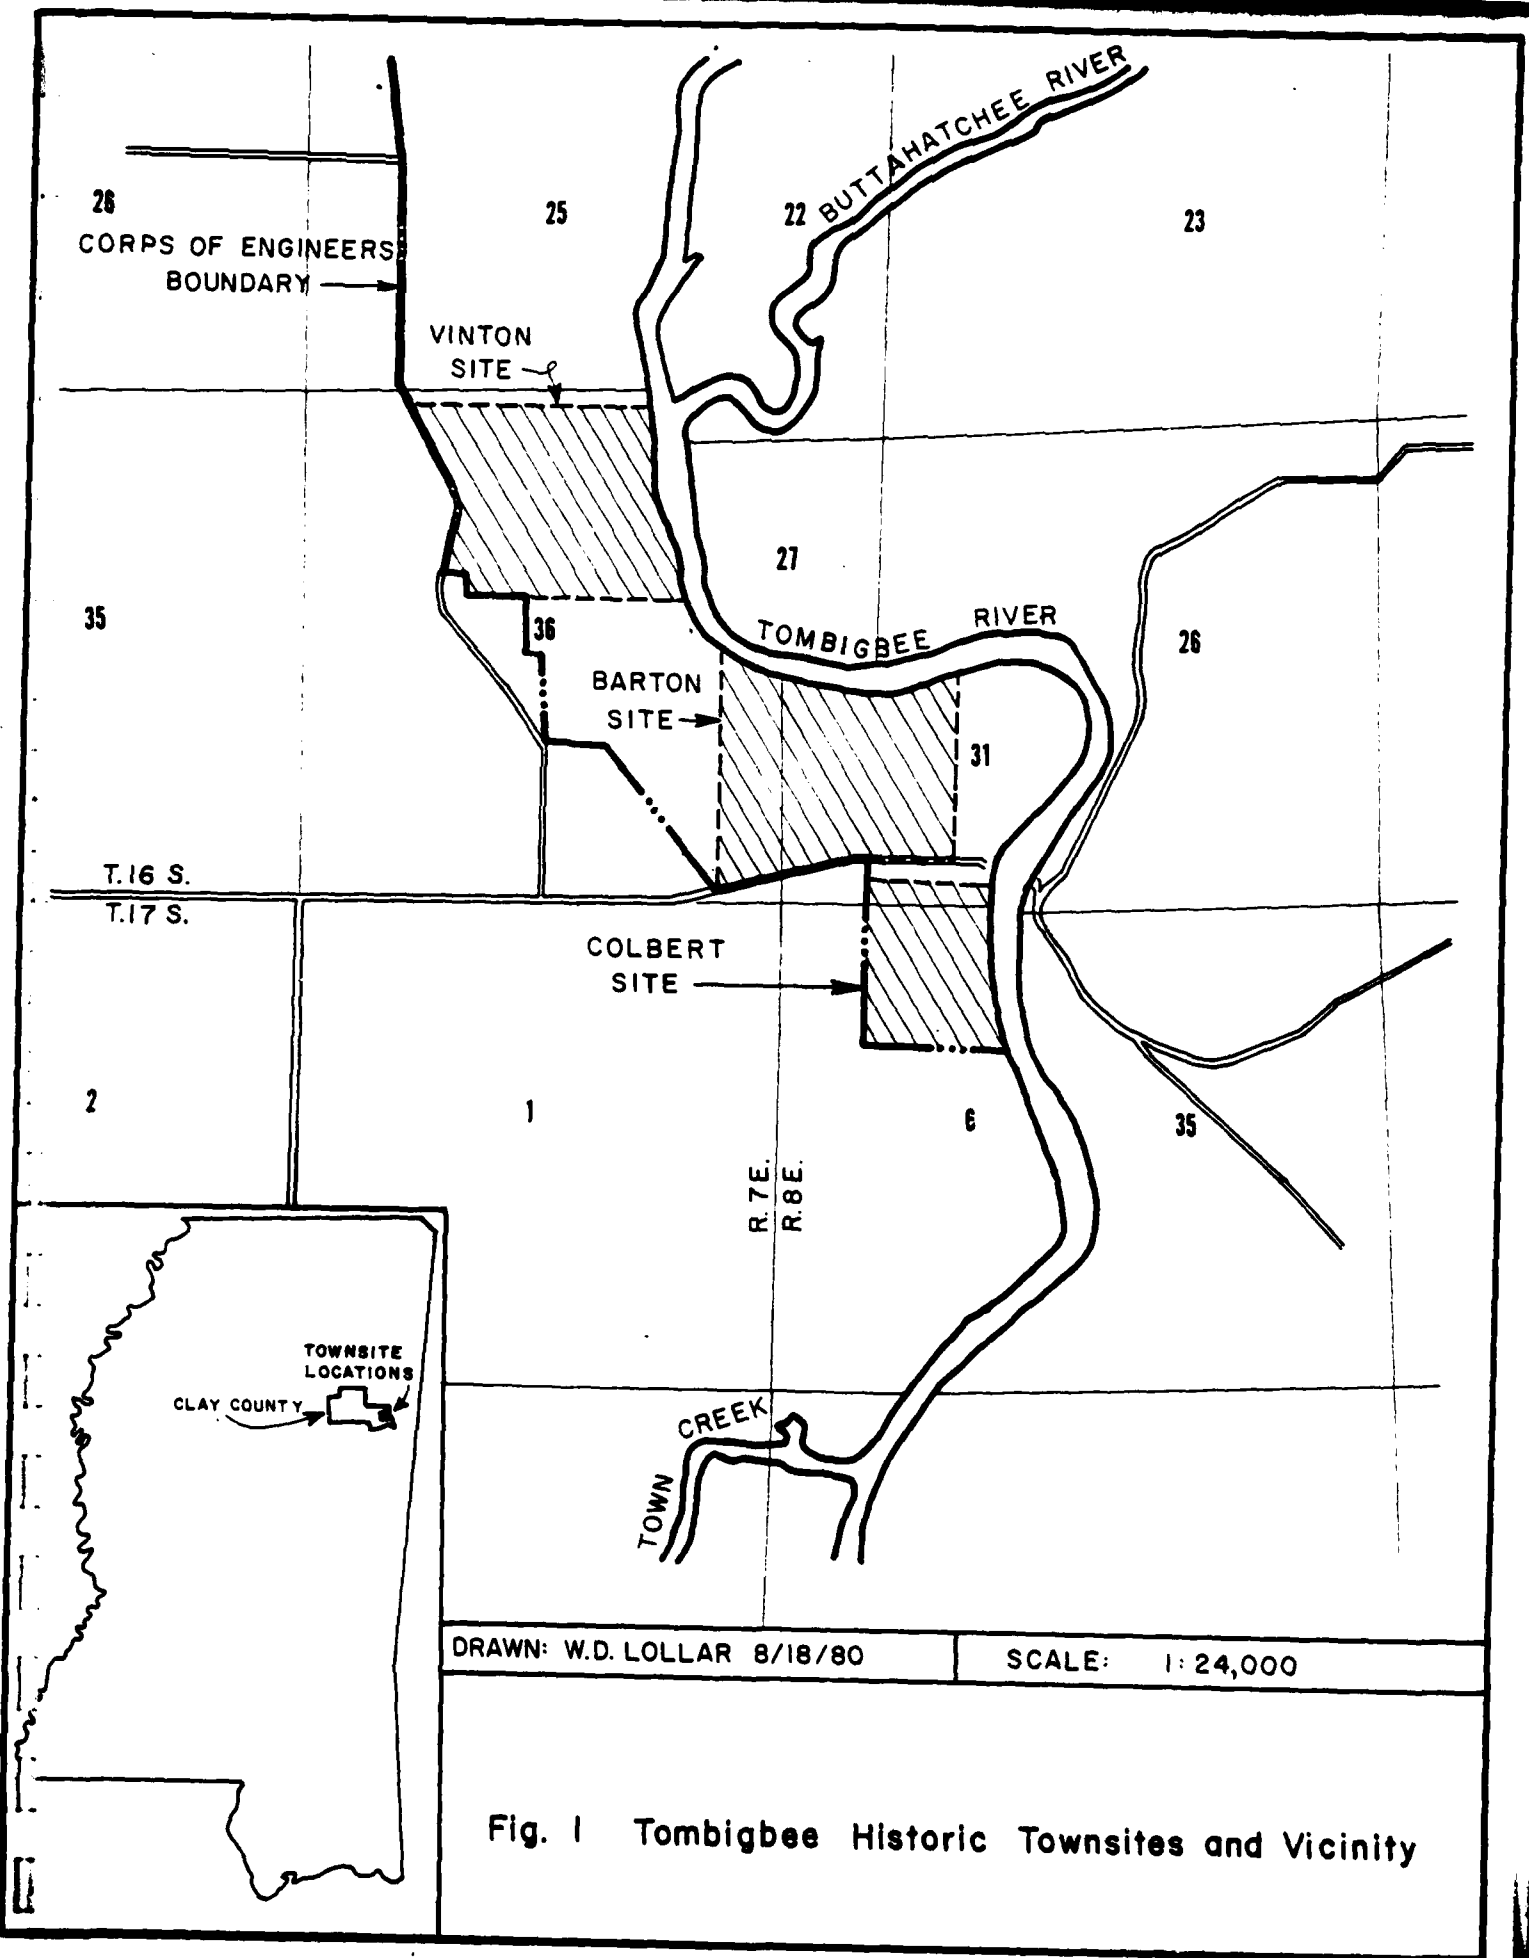 BUTTAHATCHEE RIVER
26
25
22
23
CORPS OF ENGINEERS
BOUNDARY
VINTON
SITE
27
35
36
TOMBIGBEE RIVER
26
BARTON
SITE
31
T.16 S.
T.17 S.
COLBERT
SITE
2
1
6
35
R.7E.
R.8E.
TOWNSITE
LOCATIONS
CLAY COUNTY
TOWN CREEK
DRAWN: W.D. LOLLAR 8/18/80
SCALE: 1:24,000
Fig. 1 Tombigbee Historic Townsites and Vicinity